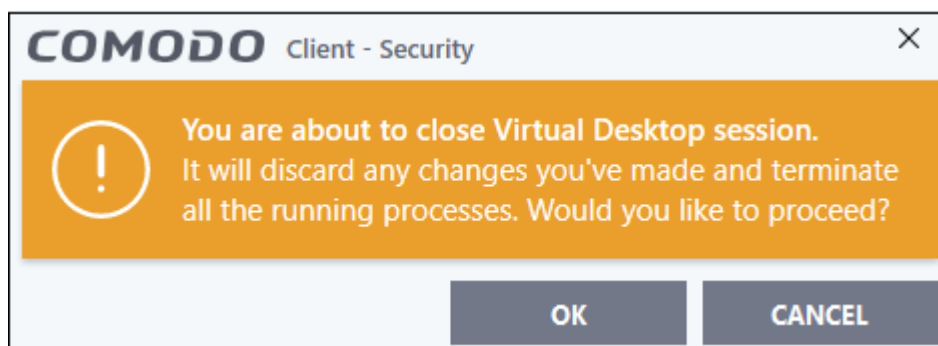 COMODO Client - Security
You are about to close Virtual Desktop session.
It will discard any changes you've made and terminate
all the running processes. Would you like to proceed?
OK CANCEL